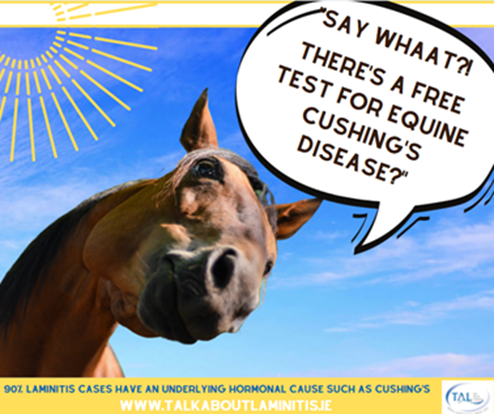 "SAY WHAAT?!
THERE'S A FREE
TEST FOR EQUINE
CUSHING'S
DISEASE?"
90% LAMINITIS CASES HAVE AN UNDERLYING HORMONAL CAUSE SUCH AS CUSHING'S
WWW.TALKABOUTLAMINITIS.IE
TAL